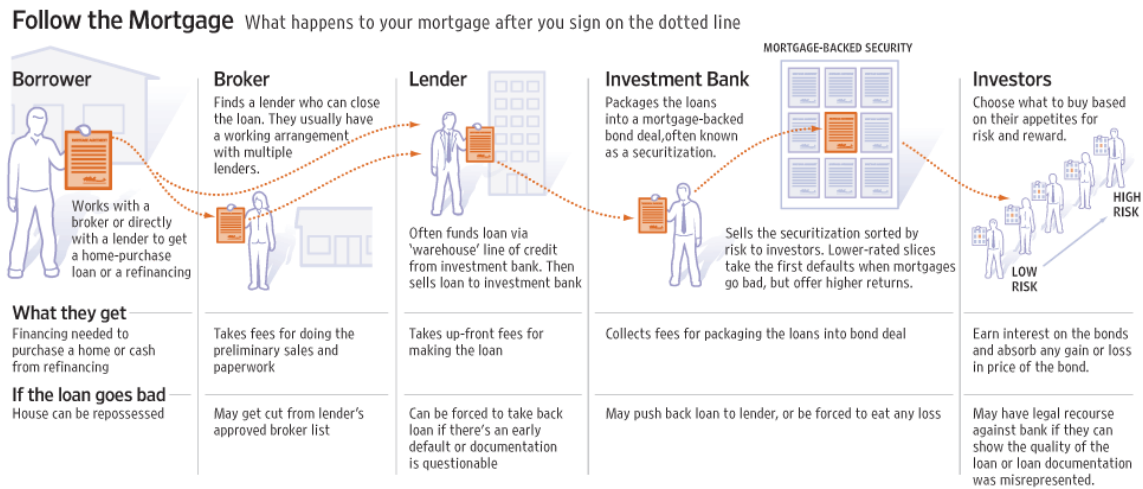 Follow the Mortgage What happens to your mortgage after you sign on the dotted line
Borrower
Works with a
broker or directly
with a lender to get
a home-purchase
loan or a refinancing
Broker
Finds a lender who can close
the loan. They usually have
a working arrangement
with multiple
lenders.
Lender
Often funds loan via
'warehouse' line of credit
from investment bank. Then
sells loan to investment bank
Investment Bank
Packages the loans
into a mortgage-backed
bond deal,often known
as a securitization.
MORTGAGE-BACKED SECURITY
Sells the securitization sorted by
risk to investors. Lower-rated slices
take the first defaults when mortgages
go bad, but offer higher returns.
Investors
Choose what to buy based
on their appetites for
risk and reward.
HIGH
RISK
LOW
RISK
What they get
Financing needed to
purchase a home or cash
from refinancing
Takes fees for doing the
preliminary sales and
paperwork
Takes up-front fees for
making the loan
Collects fees for packaging the loans into bond deal
Earn interest on the bonds
and absorb any gain or loss
in price of the bond.
If the loan goes bad
House can be repossessed
May get cut from lender's
approved broker list
Can be forced to take back
loan if there's an early
default or documentation
is questionable
May push back loan to lender, or be forced to eat any loss
May have legal recourse
against bank if they can
show the quality of the
loan or loan documentation
was misrepresented.